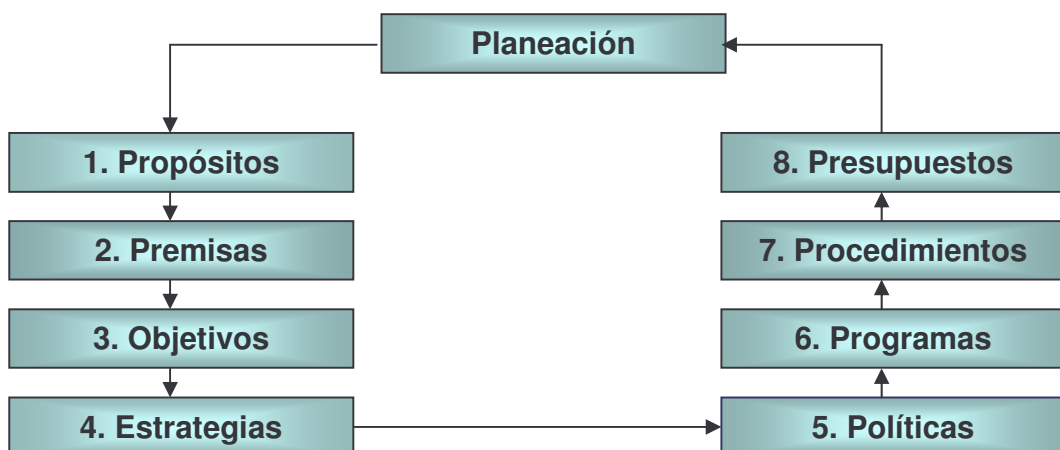 Planeación
1. Propósitos
2. Premisas
3. Objetivos
4. Estrategias
5. Políticas
6. Programas
7. Procedimientos
8. Presupuestos